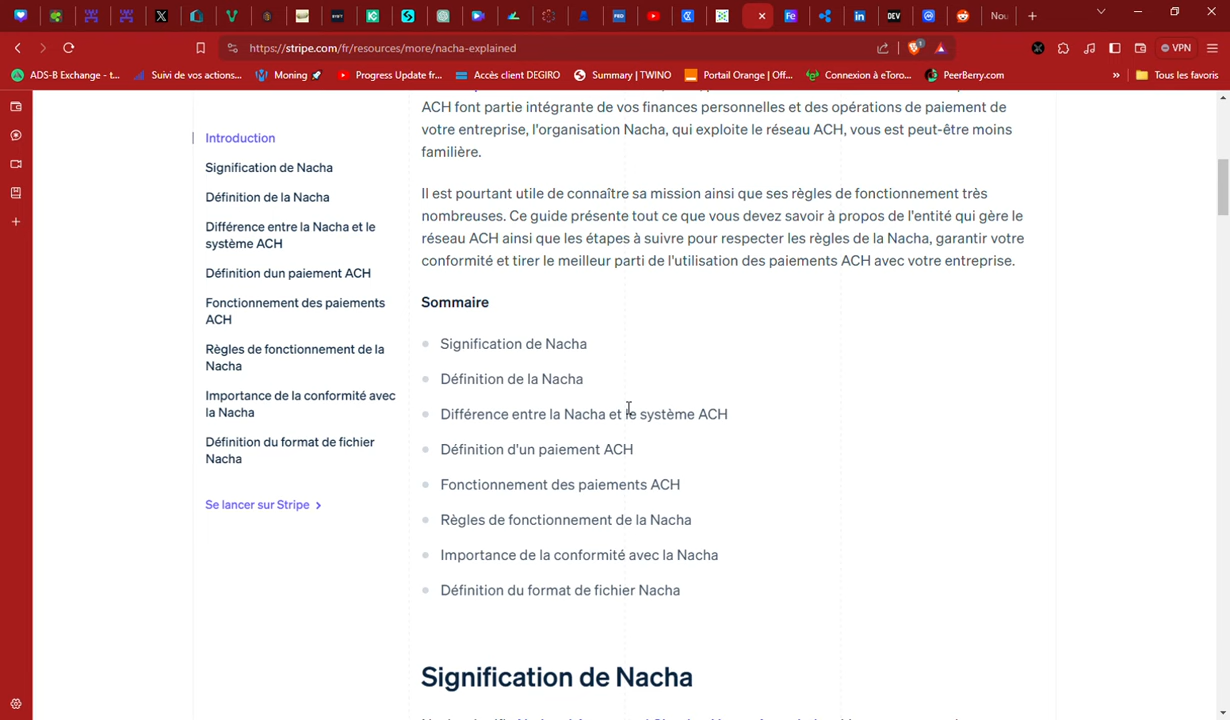 Nou
https://stripe.com/fr/resources/more/nacha-explained
VPN
ADS-B Exchange - t...
Suivi de vos actions...
Moning
Progress Update fr...
Accès client DEGIRO
Summary | TWINO
Portail Orange | Off...
Connexion à eToro...
PeerBerry.com
»
Tous les favoris
ACH font partie intégrante de vos finances personnelles et des opérations de paiement de
votre entreprise, l'organisation Nacha, qui exploite le réseau ACH, vous est peut-être moins
familière.
Il est pourtant utile de connaître sa mission ainsi que ses règles de fonctionnement très
nombreuses. Ce guide présente tout ce que vous devez savoir à propos de l'entité qui gère le
réseau ACH ainsi que les étapes à suivre pour respecter les règles de la Nacha, garantir votre
conformité et tirer le meilleur parti de l'utilisation des paiements ACH avec votre entreprise.
Introduction
Signification de Nacha
Définition de la Nacha
Différence entre la Nacha et le
système ACH
Définition dun paiement ACH
Fonctionnement des paiements
ACH
Règles de fonctionnement de la
Nacha
Importance de la conformité avec
la Nacha
Définition du format de fichier
Nacha
Se lancer sur Stripe
Sommaire
Signification de Nacha
Définition de la Nacha
Différence entre la Nacha et le système ACH
Définition d'un paiement ACH
Fonctionnement des paiements ACH
Règles de fonctionnement de la Nacha
Importance de la conformité avec la Nacha
Définition du format de fichier Nacha
Signification de Nacha